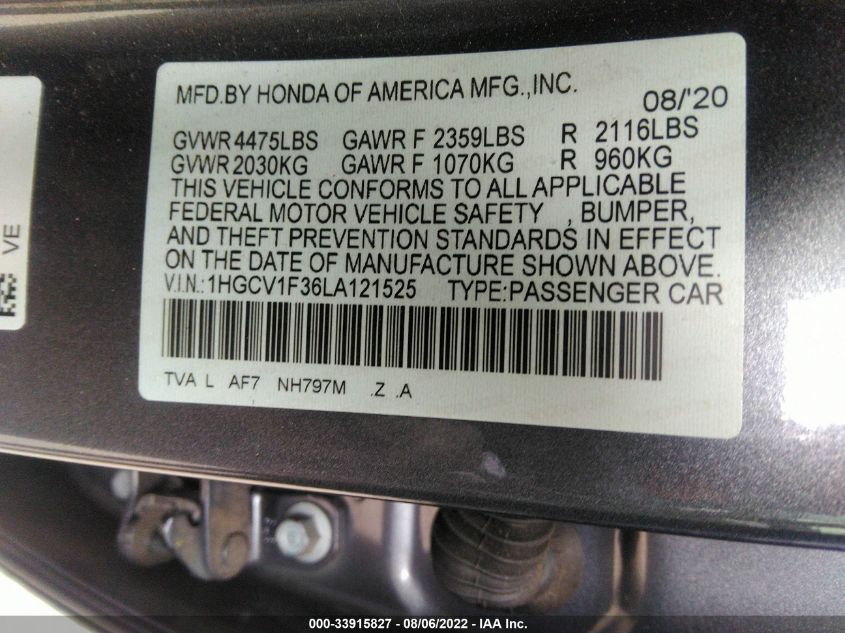 MFD.BY HONDA OF AMERICA MFG.,INC. 08/'20
GVWR 4475LBS GAWR F 2359LBS R 2116LBS
GVWR 2030KG GAWR F 1070KG R 960KG
THIS VEHICLE CONFORMS TO ALL APPLICABLE
FEDERAL MOTOR VEHICLE SAFETY , BUMPER,
AND THEFT PREVENTION STANDARDS IN EFFECT
ON THE DATE OF MANUFACTURE SHOWN ABOVE.
V.I.N.:1HGCV1F36LA121525 TYPE:PASSENGER CAR
TVA L AF7 NH797M .Z .A
VE
000-33915827 - 08/06/2022 - IAA Inc.